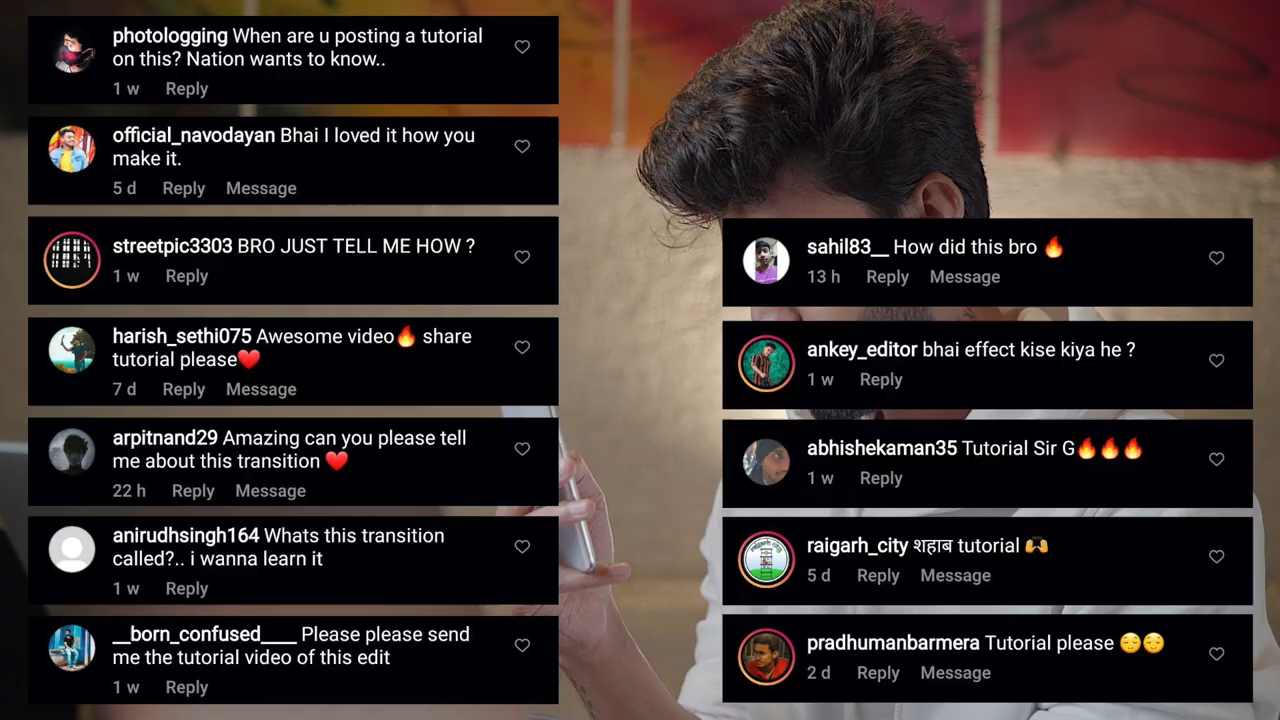 photologging When are u posting a tutorial
on this? Nation wants to know..
1 w Reply
official_navodayan Bhai I loved it how you
make it.
5 d Reply Message
streetpic3303 BRO JUST TELL ME HOW ?
1 w Reply
harish_sethi075 Awesome video🔥 share
tutorial please❤️
7 d Reply Message
arpitnand29 Amazing can you please tell
me about this transition ❤️
22 h Reply Message
anirudhsingh164 Whats this transition
called?.. i wanna learn it
1 w Reply
__born_confused____ Please please send
me the tutorial video of this edit
1 w Reply
sahil83__ How did this bro 🔥
13 h Reply Message
ankey_editor bhai effect kise kiya he ?
1 w Reply
abhishekaman35 Tutorial Sir G🔥🔥🔥
1 w Reply
raigarh city
raigarh_city शहाब tutorial 🙌
5 d Reply Message
pradhumanbarmera Tutorial please 😌😌
2 d Reply Message